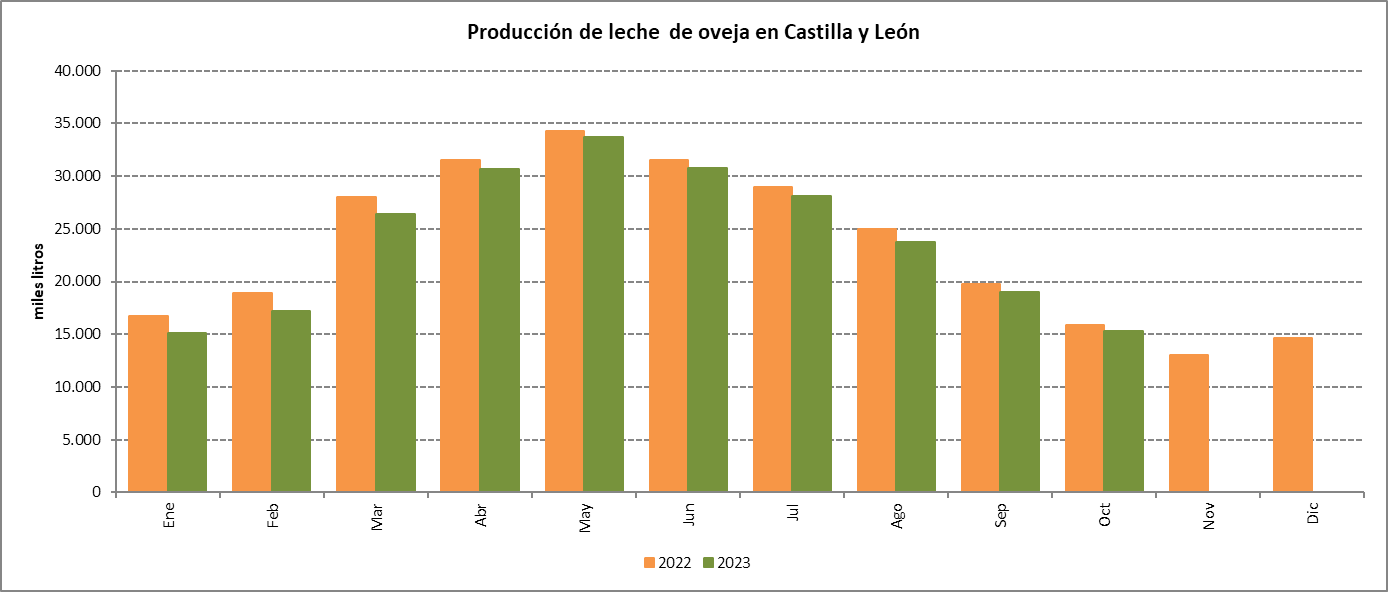 Producción de leche  de oveja en Castilla y León
40.000
35.000
30.000
25.000
20.000
15.000
10.000
5.000
0
miles litros
Ene
Feb
Mar
Abr
May
Jun
Jul
Ago
Sep
Oct
Nov
Dic
2022
2023